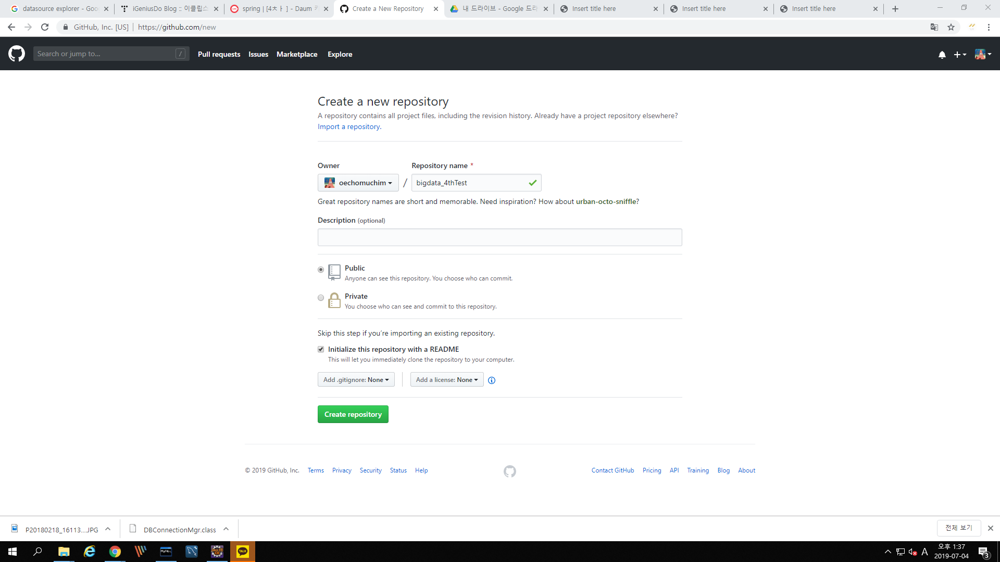 datasource explorer - Goo
iGeniusDo Blog :: 이클립스
spring | [4ㅊㅏ ] - Daum 카
Create a New Repository
내 드라이브 - Google 드라
Insert title here
Insert title here
Insert title here
GitHub, Inc. [US] | https://github.com/new
Search or jump to... /
Pull requests Issues Marketplace Explore
Create a new repository
A repository contains all project files, including the revision history. Already have a project repository elsewhere?
Import a repository.
Owner Repository name *
oechomuchim / bigdata_4thTest
Great repository names are short and memorable. Need inspiration? How about urban-octo-sniffle?
Description (optional)
Public
Anyone can see this repository. You choose who can commit.
Private
You choose who can see and commit to this repository.
Skip this step if you're importing an existing repository.
Initialize this repository with a README
This will let you immediately clone the repository to your computer.
Add .gitignore: None Add a license: None
Create repository
© 2019 GitHub, Inc. Terms Privacy Security Status Help Contact GitHub Pricing API Training Blog About
P20180218_16113....JPG DBConnectionMgr.class 전체 보기
TALK
A
오후 1:37
2019-07-04
3